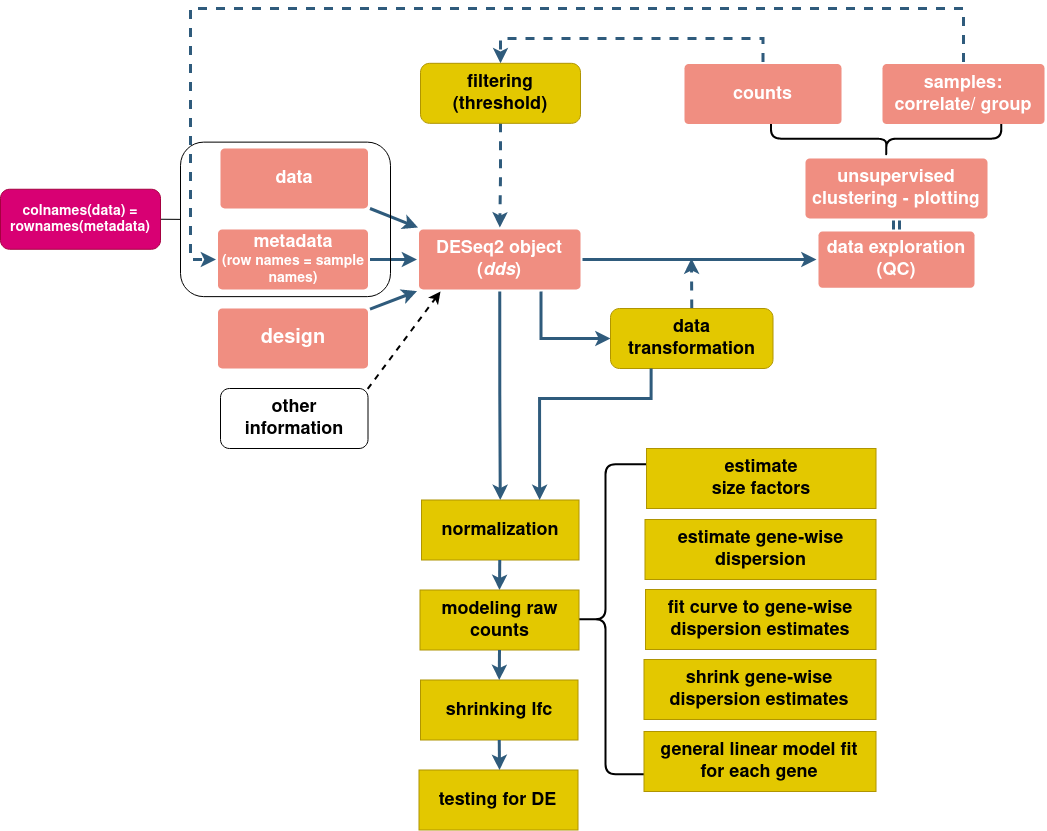 filtering
(threshold)
counts
samples:
correlate/ group
unsupervised
clustering - plotting
data
colnames(data) =
rownames(metadata)
metadata
(row names = sample
names)
DESeq2 object
(dds)
data exploration
(QC)
design
data
transformation
other
information
estimate
size factors
normalization
estimate gene-wise
dispersion
modeling raw
counts
fit curve to gene-wise
dispersion estimates
shrinking lfc
shrink gene-wise
dispersion estimates
general linear model fit
for each gene
testing for DE